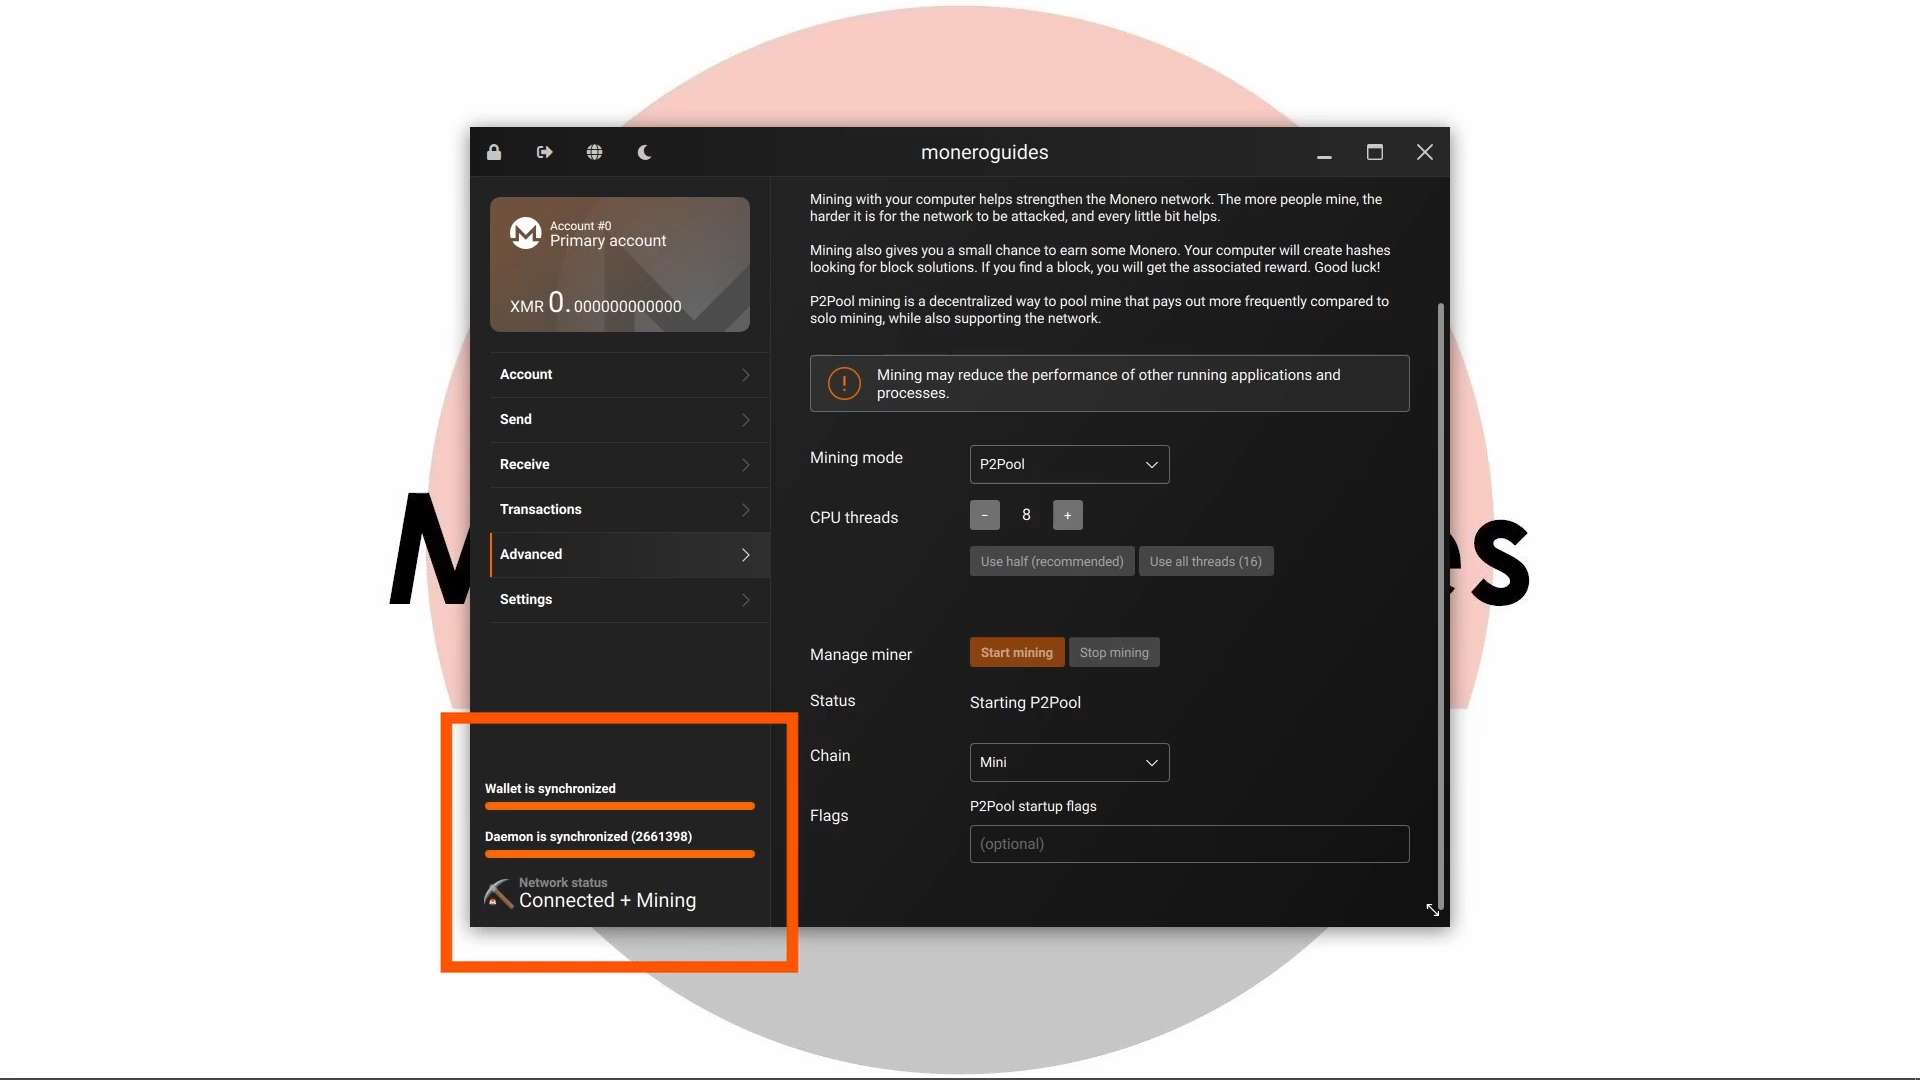 moneroguides
Account #0
Primary account
XMR 0.000000000000
Account
Send
Receive
Transactions
Advanced
Settings
Wallet is synchronized
Daemon is synchronized (2661398)
Network status
Connected + Mining
Mining with your computer helps strengthen the Monero network. The more people mine, the
harder it is for the network to be attacked, and every little bit helps.
Mining also gives you a small chance to earn some Monero. Your computer will create hashes
looking for block solutions. If you find a block, you will get the associated reward. Good luck!
P2Pool mining is a decentralized way to pool mine that pays out more frequently compared to
solo mining, while also supporting the network.
Mining may reduce the performance of other running applications and
processes.
Mining mode
P2Pool
CPU threads
- 8 +
Use half (recommended) Use all threads (16)
Manage miner
Start mining Stop mining
Status
Starting P2Pool
Chain
Mini
Flags
P2Pool startup flags
(optional)